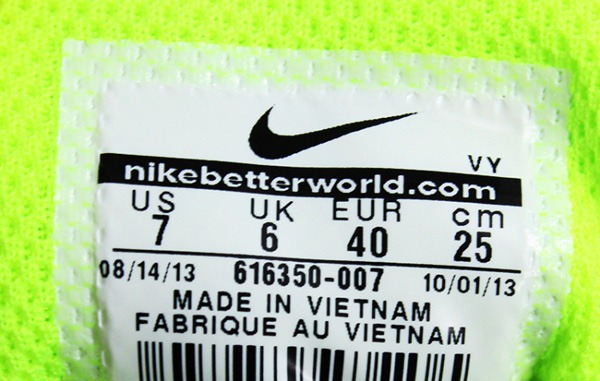 VY
nikebetterworld.com
US UK EUR cm
7 6 40 25
08/14/13 616350-007 10/01/13
MADE IN VIETNAM
FABRIQUE AU VIETNAM